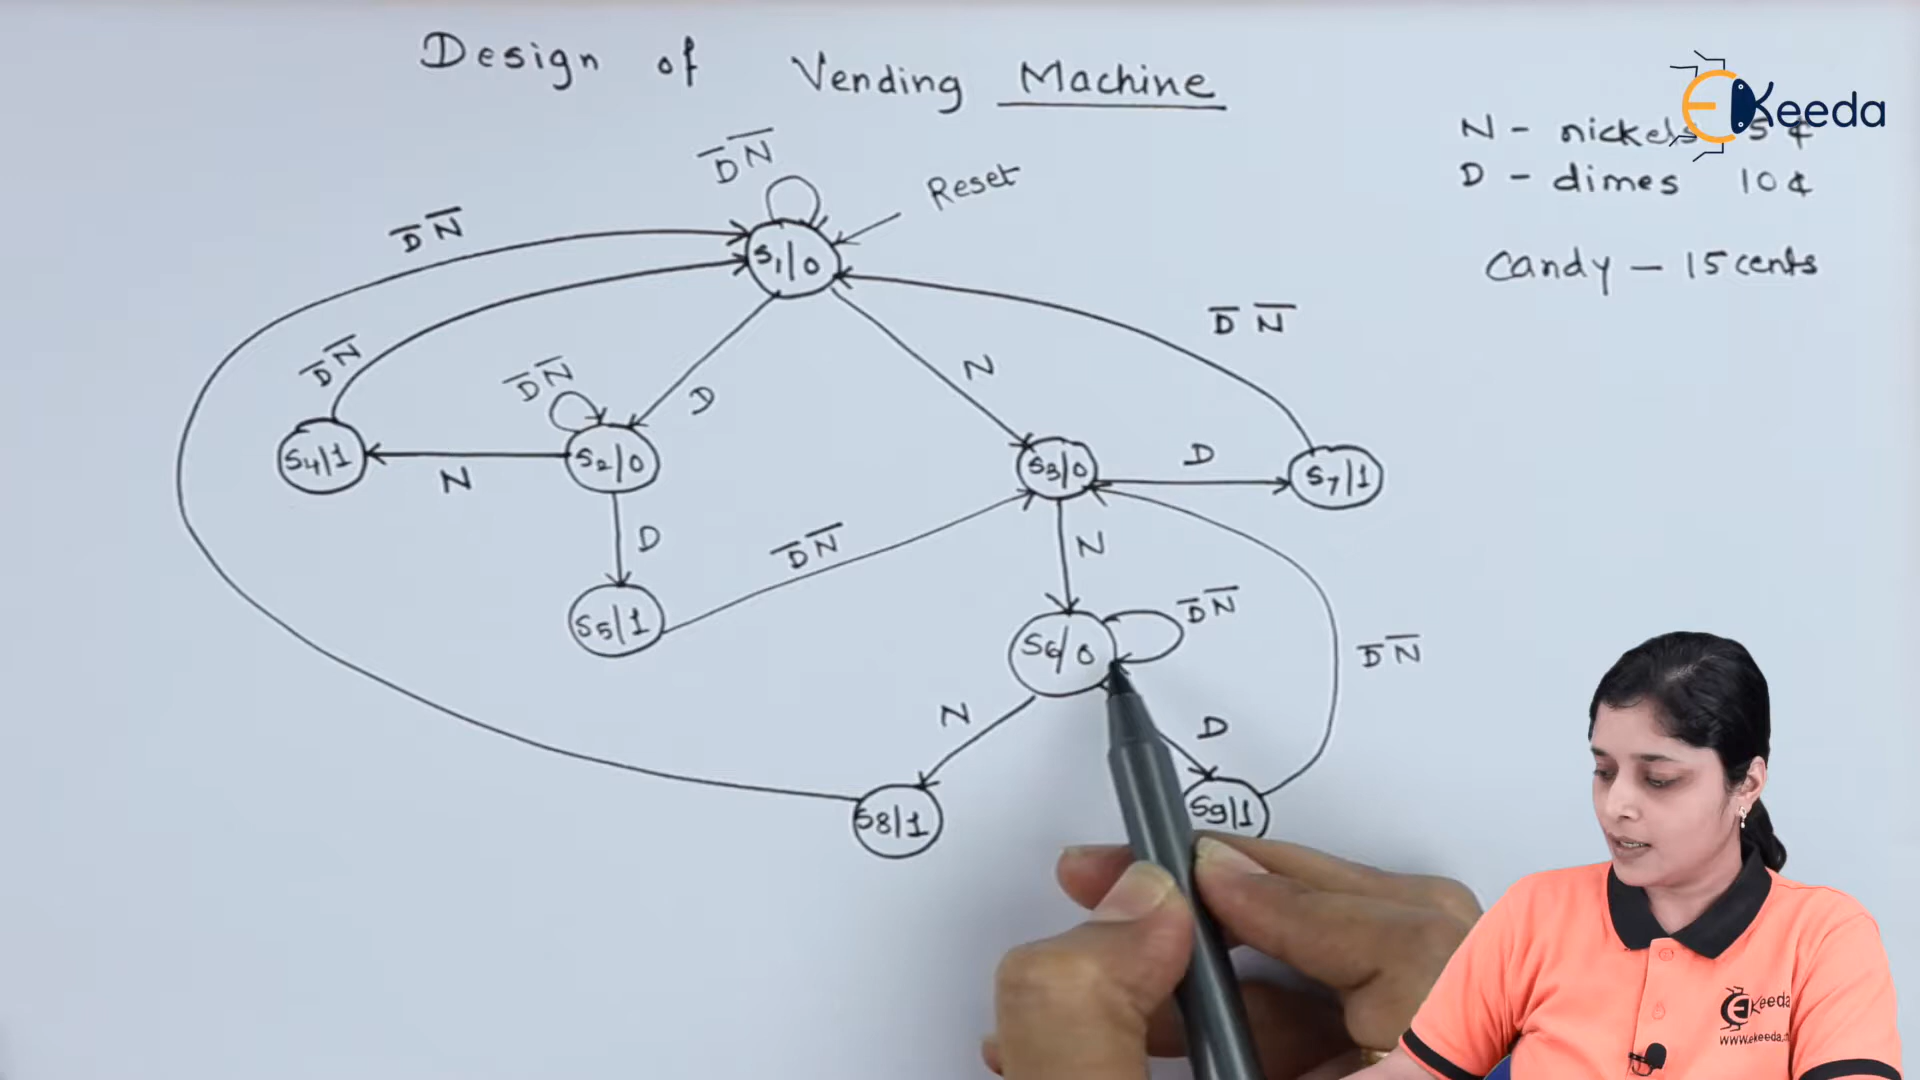 Design of Vending Machine
EKeeda
N - nickels 5¢
D - dimes 10¢
Candy - 15 cents
D̅ N̅
Reset
D̅ N̅
S1/0
D̅ N̅
D̅ N̅
D̅ N̅
D
N
S4/1
N
S2/0
S3/0
D
S7/1
D
D̅ N̅
N
S5/1
D̅ N̅
S6/0
D̅ N̅
N
D
S8/1
S9/1
EKeeda